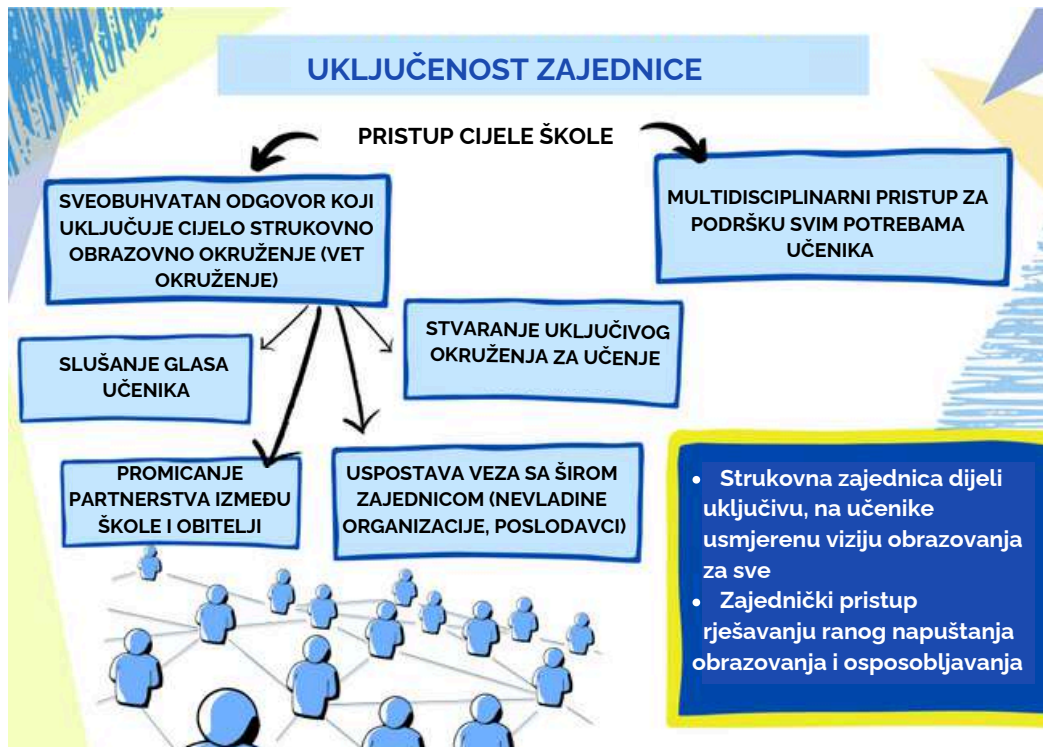 UKLJUČENOST ZAJEDNICE
PRISTUP CIJELE ŠKOLE
SVEOBUHVATAN ODGOVOR KOJI
UKLJUČUJE CIJELO STRUKOVNO
OBRAZOVNO OKRUŽENJE (VET
OKRUŽENJE)
MULTIDISCIPLINARNI PRISTUP ZA
PODRŠKU SVIM POTREBAMA
UČENIKA
SLUŠANJE GLASA
UČENIKA
STVARANJE UKLJUČIVOG
OKRUŽENJA ZA UČENJE
PROMICANJE
PARTNERSTVA IZMEĐU
ŠKOLE I OBITELJI
USPOSTAVA VEZA SA ŠIROM
ZAJEDNICOM (NEVLADINE
ORGANIZACIJE, POSLODAVCI)
• Strukovna zajednica dijeli
uključivu, na učenike
usmjerenu viziju obrazovanja
za sve
• Zajednički pristup
rješavanju ranog napuštanja
obrazovanja i osposobljavanja